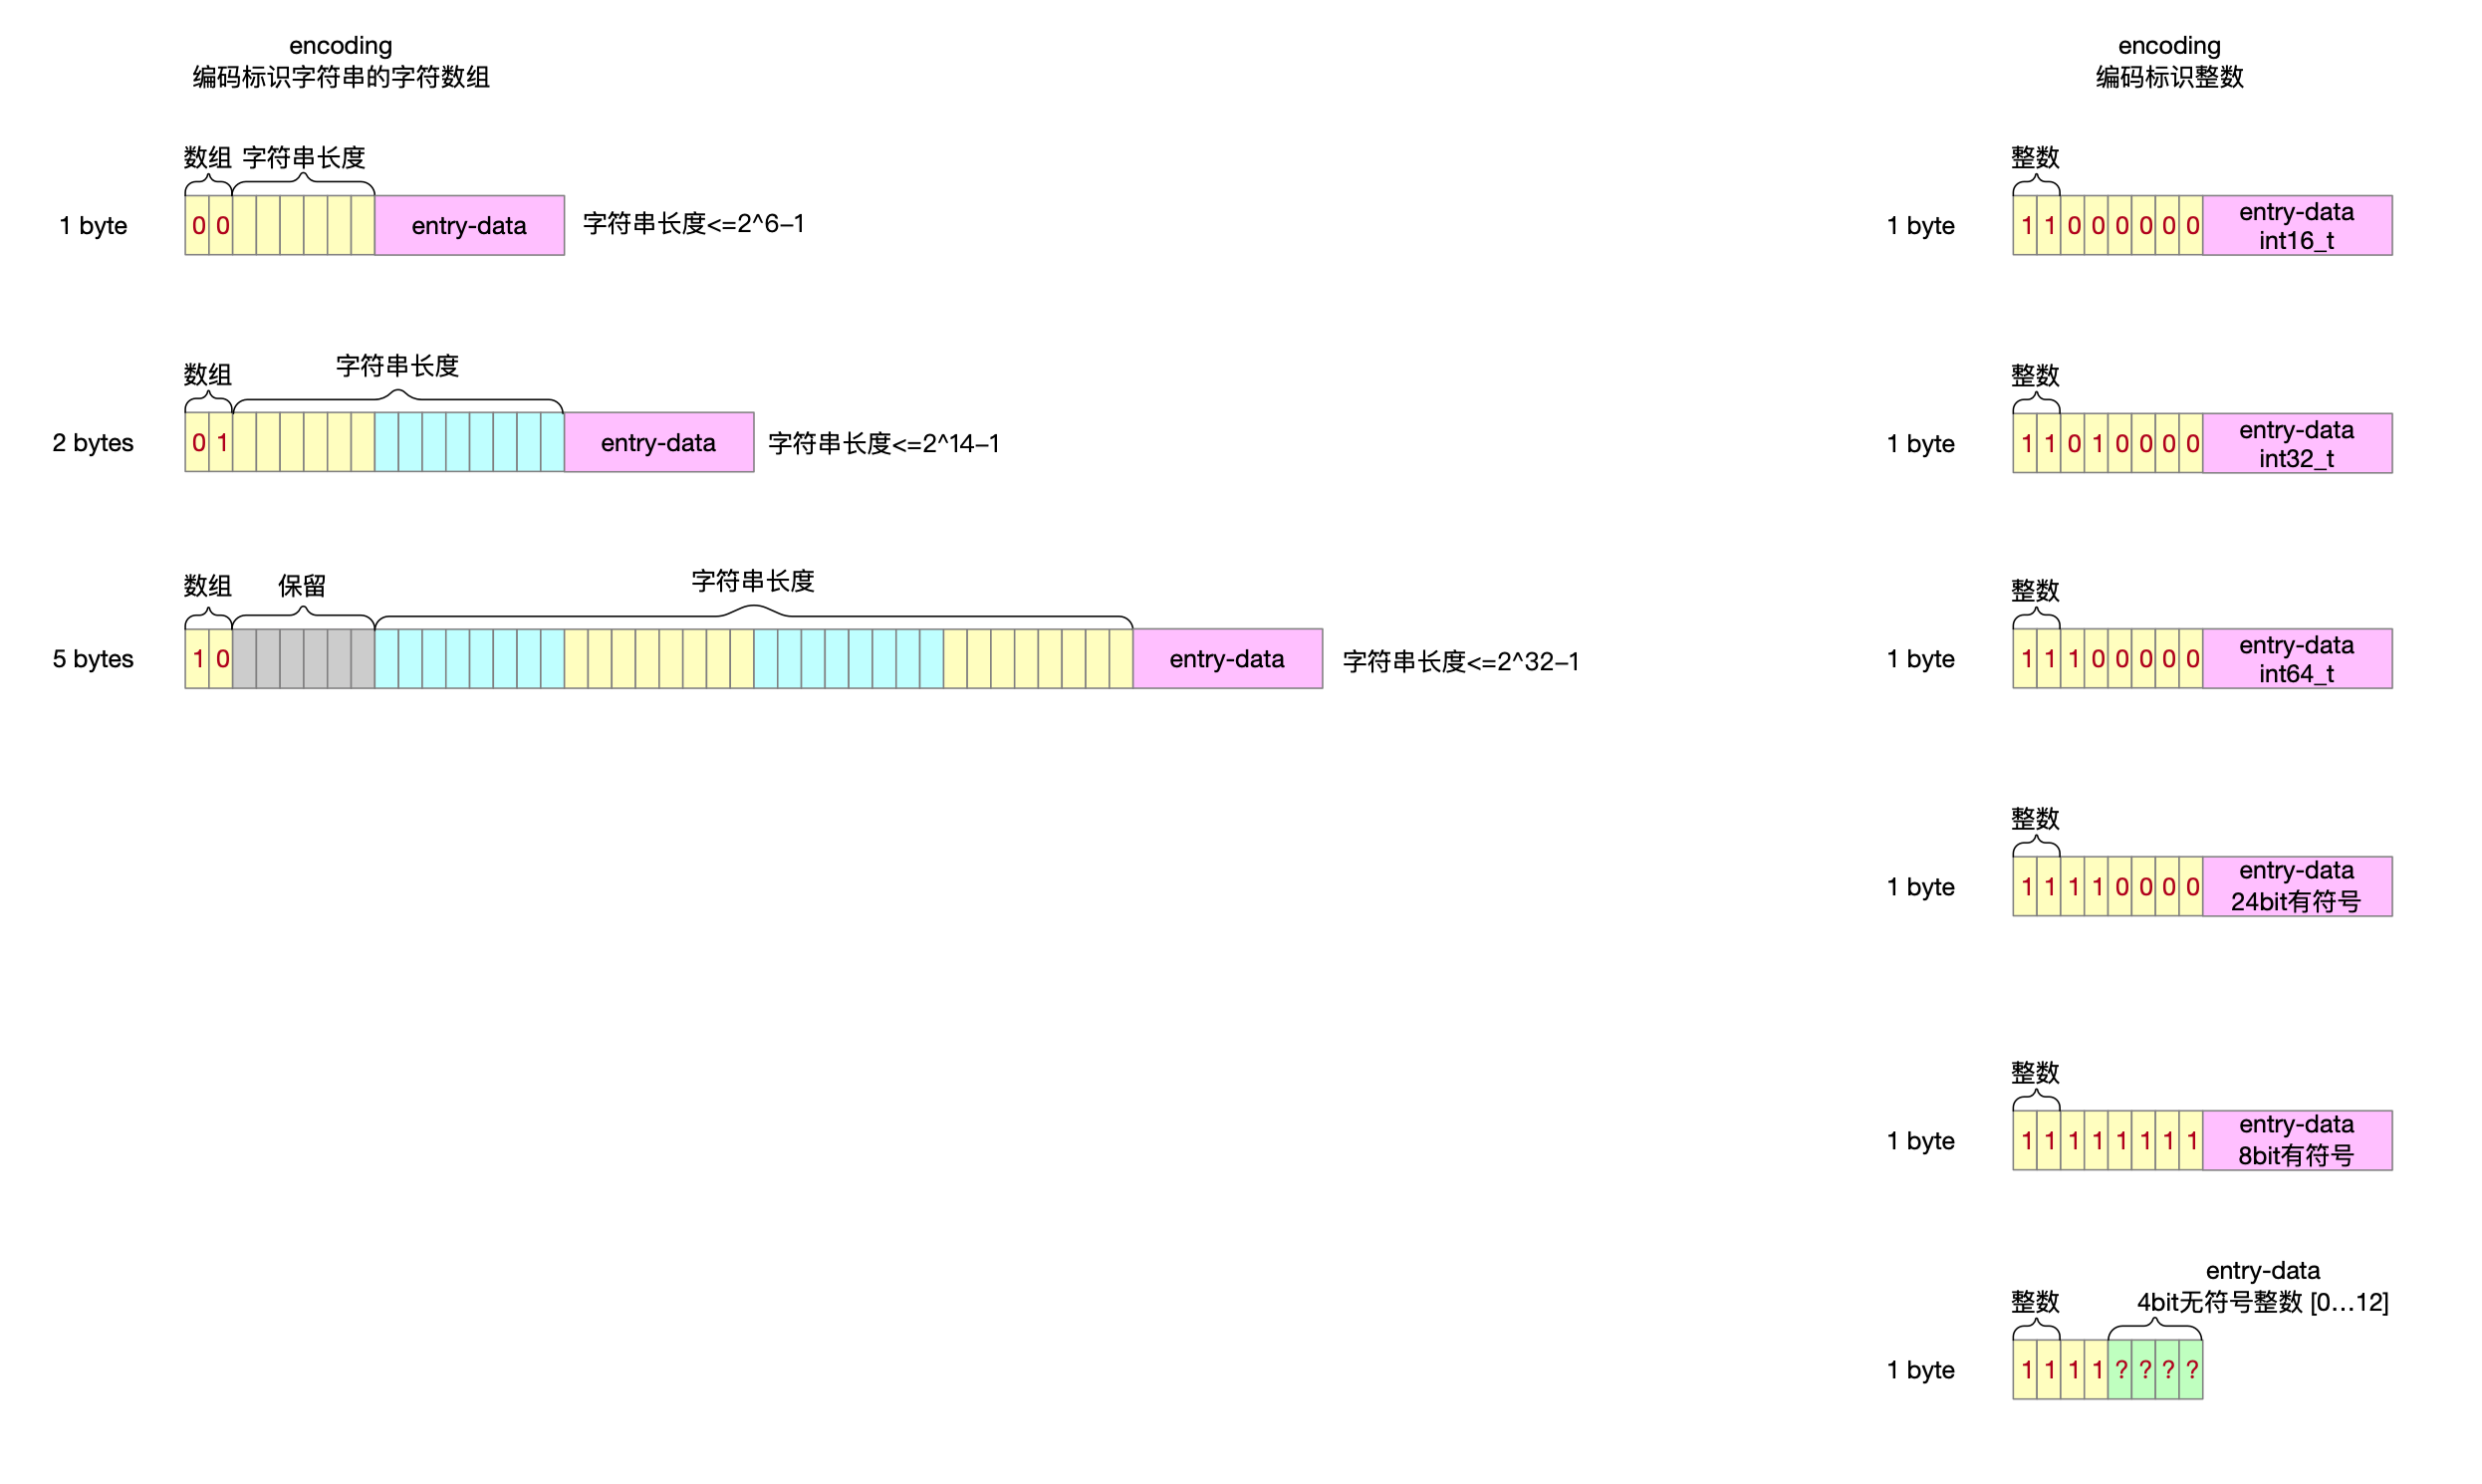 encoding
编码标识字符串的字符数组
数组 字符串长度
1 byte
0 0
entry-data
字符串长度<=2^6-1
数组
字符串长度
2 bytes
0 1
entry-data
字符串长度<=2^14-1
数组
保留
字符串长度
5 bytes
1 0
entry-data
字符串长度<=2^32-1
encoding
编码标识整数
整数
1 byte
1 1 0 0 0 0 0 0
entry-data
int16_t
整数
1 byte
1 1 0 1 0 0 0 0
entry-data
int32_t
整数
1 byte
1 1 1 0 0 0 0 0
entry-data
int64_t
整数
1 byte
1 1 1 1 0 0 0 0
entry-data
24bit有符号
整数
1 byte
1 1 1 1 1 1 1 1
entry-data
8bit有符号
entry-data
整数
4bit无符号整数 [0...12]
1 byte
1 1 1 1 ? ? ? ?